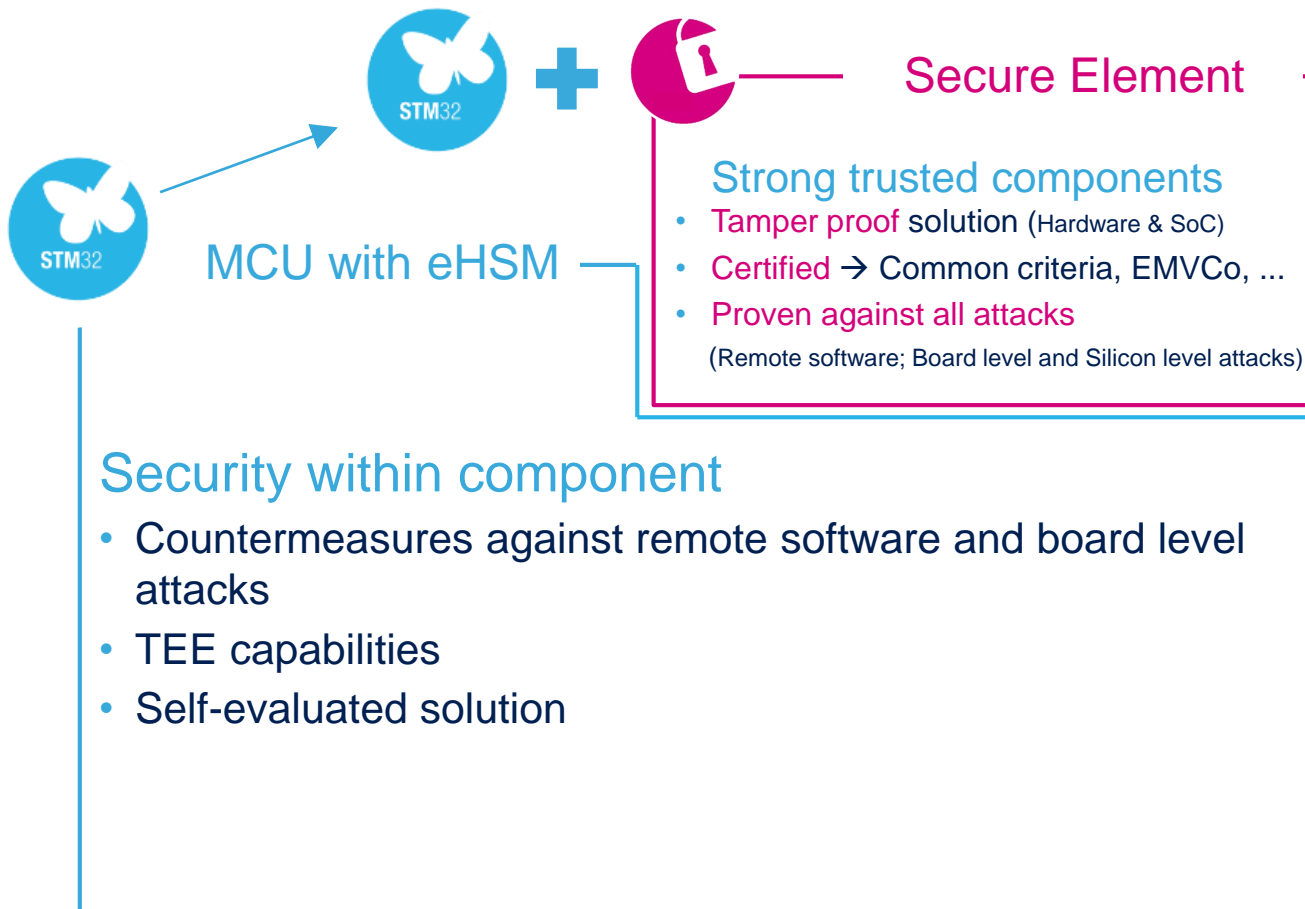 STM32
Secure Element
Strong trusted components
• Tamper proof solution (Hardware & SoC)
STM32
MCU with eHSM
• Certified → Common criteria, EMVCo, ...
• Proven against all attacks
(Remote software; Board level and Silicon level attacks)
Security within component
• Countermeasures against remote software and board level
attacks
• TEE capabilities
• Self-evaluated solution